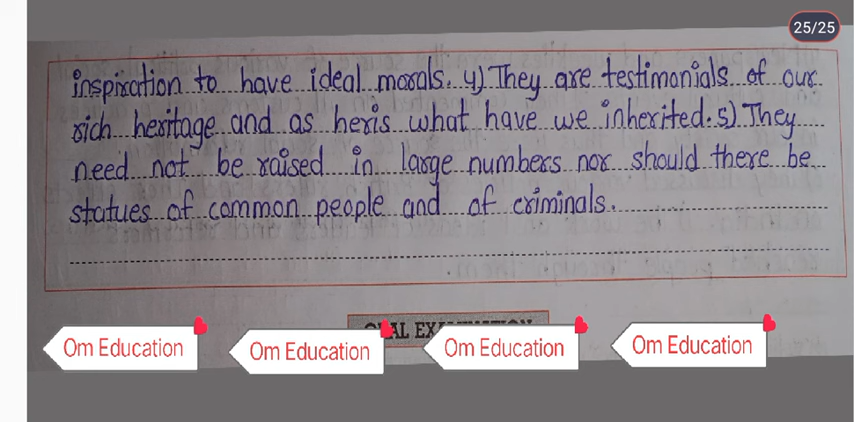 25/25
inspiration to have ideal morals. 4) They are testimonials of our
rich heritage and as heris what have we inherited. 5) They
need not be raised in large numbers nor should there be
statues of common people and of criminals.
Om Education
Om Education
Om Education
Om Education